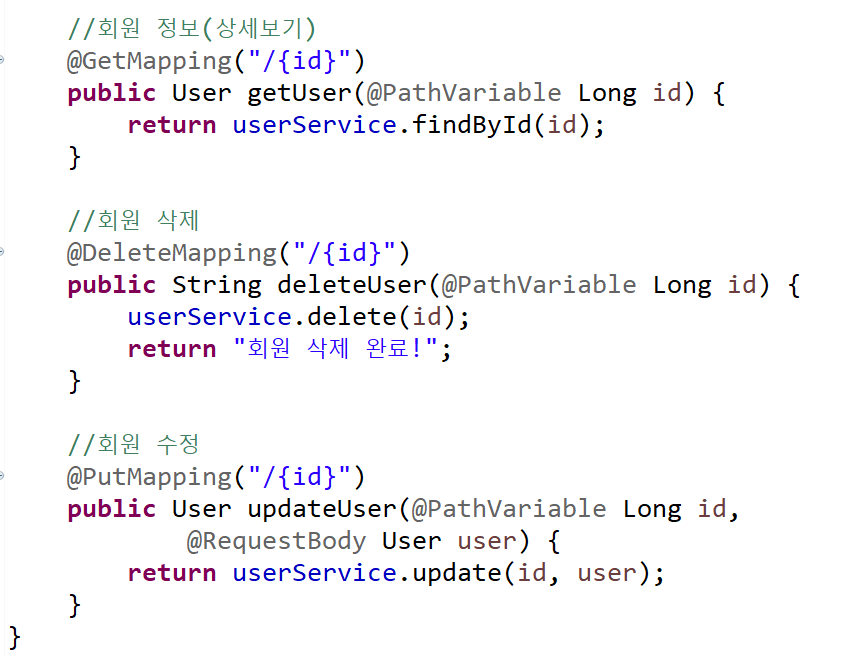 //회원 정보(상세보기)
@GetMapping("/{id}")
public User getUser(@PathVariable Long id) {
return userService.findById(id);
}
//회원 삭제
@DeleteMapping("/{id}")
public String deleteUser(@PathVariable Long id) {
userService.delete(id);
return "회원 삭제 완료!";
}
//회원 수정
@PutMapping("/{id}")
public User updateUser(@PathVariable Long id,
@RequestBody User user) {
return userService.update(id, user);
}
}